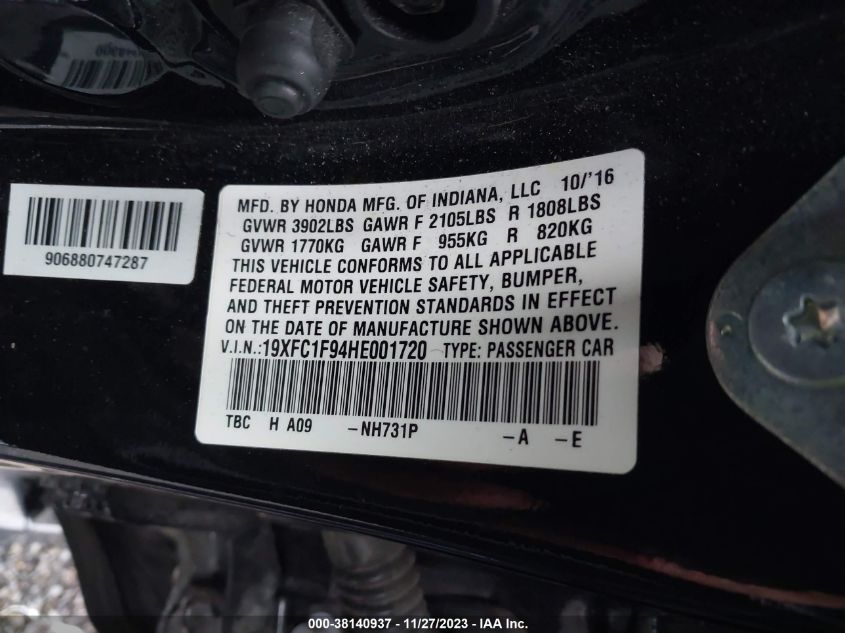 MFD. BY HONDA MFG. OF INDIANA, LLC 10/'16
GVWR 3902LBS GAWR F 2105LBS R 1808LBS
GVWR 1770KG GAWR F 955KG R 820KG
THIS VEHICLE CONFORMS TO ALL APPLICABLE
FEDERAL MOTOR VEHICLE SAFETY, BUMPER,
AND THEFT PREVENTION STANDARDS IN EFFECT
ON THE DATE OF MANUFACTURE SHOWN ABOVE.
V.I.N.:19XFC1F94HE001720 TYPE: PASSENGER CAR
TBC H A09 -NH731P -A -E
906880747287
000-38140937 - 11/27/2023 - IAA Inc.